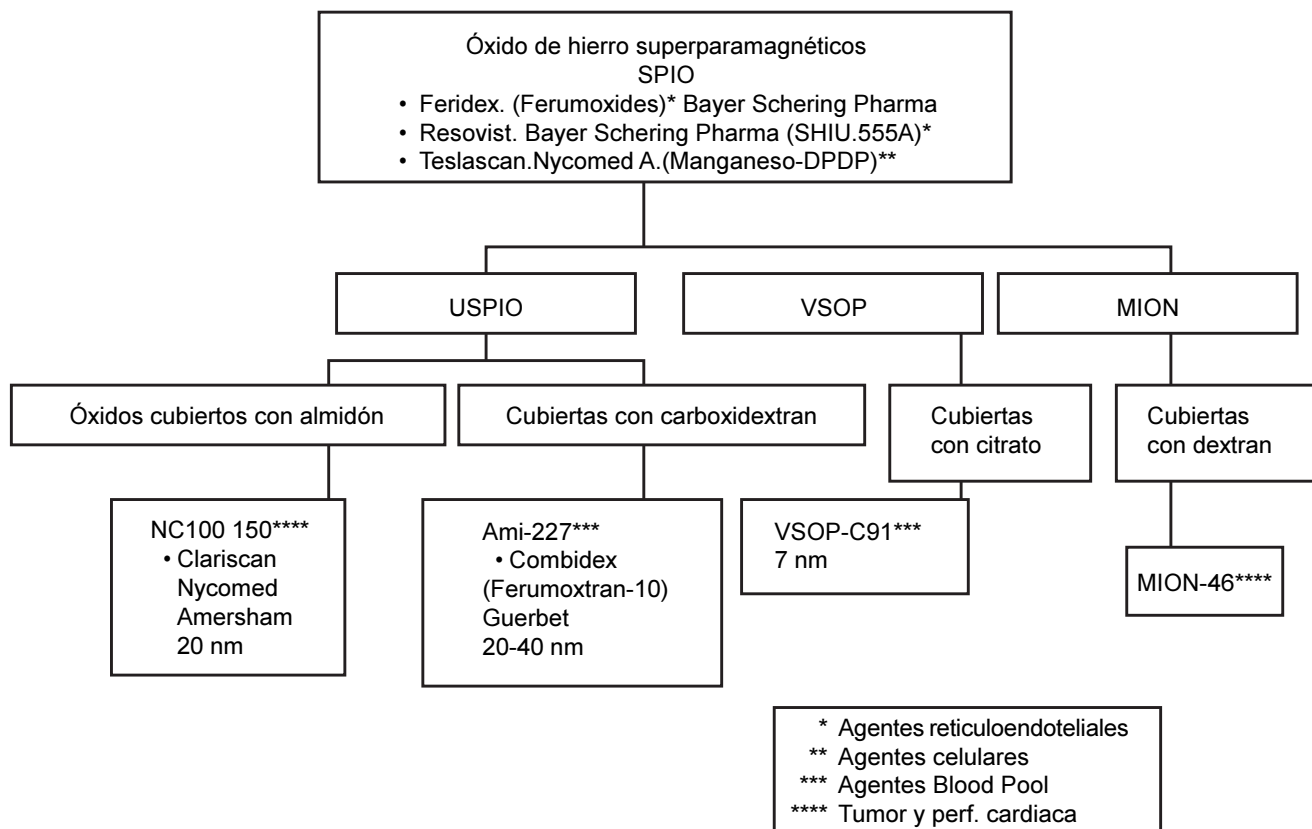 Óxido de hierro superparamagnéticos
SPIO
• Feridex. (Ferumoxides)* Bayer Schering Pharma
• Resovist. Bayer Schering Pharma (SHIU.555A)*
• Teslascan.Nycomed A.(Manganeso-DPDP)**
USPIO
VSOP
MION
Óxidos cubiertos con almidón
Cubiertas con carboxidextran
Cubiertas
con citrato
Cubiertas
con dextran
NC100 150****
• Clariscan
Nycomed
Amersham
20 nm
Ami-227***
• Combidex
(Ferumoxtran-10)
Guerbet
20-40 nm
VSOP-C91***
7 nm
MION-46****
* Agentes reticuloendoteliales
** Agentes celulares
*** Agentes Blood Pool
**** Tumor y perf. cardiaca